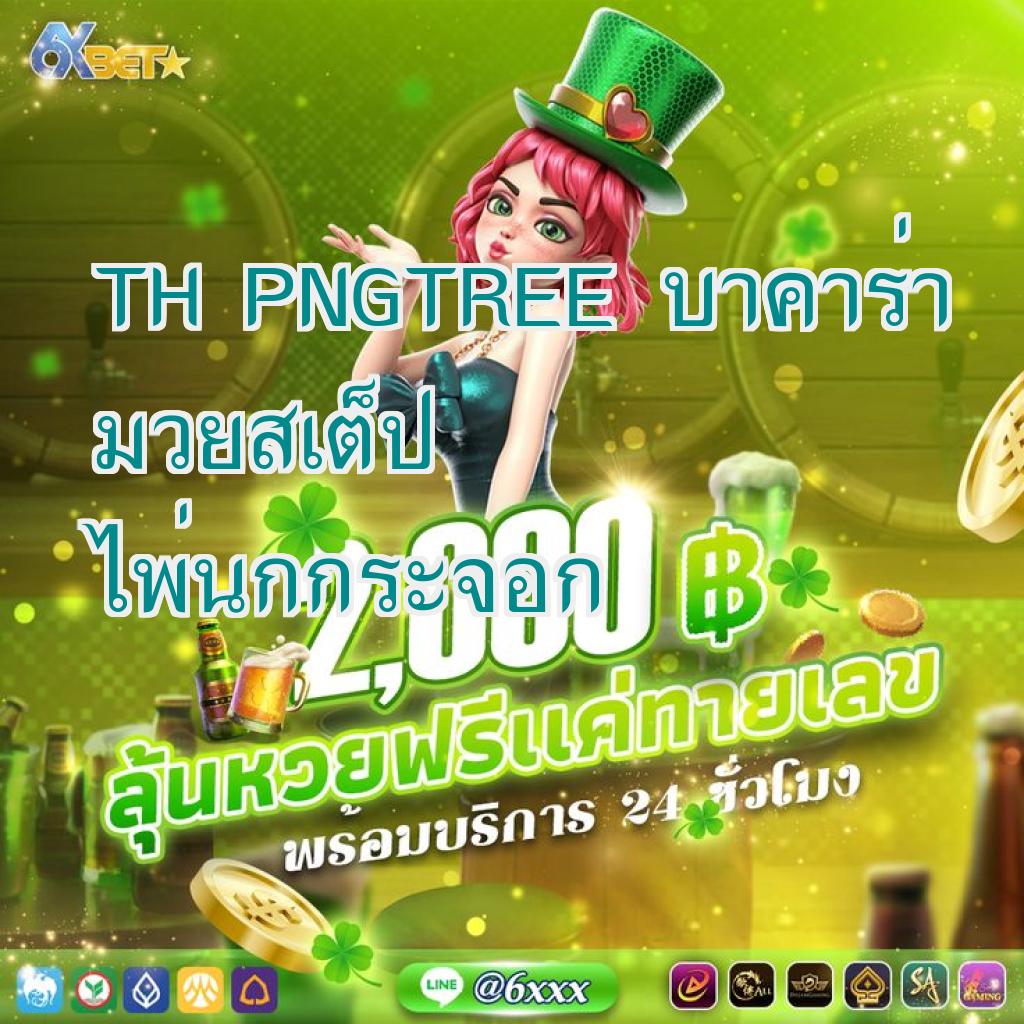 6XBET
TH PNGTREE บาคาร่า
มวยสเต็ป
ไพ่นกกระจอก
฿
ลุ้นหวยฟรีแค่ทายเลข
พร้อมบริการ 24 ชั่วโมง
LINE @6xxx
ALL
SA
GAMING